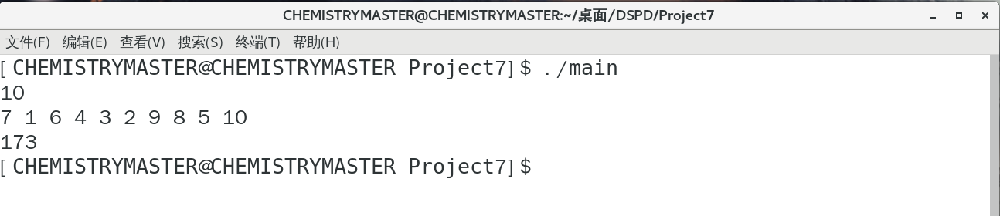 CHEMISTRYMASTER@CHEMISTRYMASTER:~/桌面/DSPD/Project7
文件(F) 编辑(E) 查看(V) 搜索(S) 终端(T) 帮助(H)
[ CHEMISTRYMASTER@CHEMISTRYMASTER Project7]$ ./main
10
7 1 6 4 3 2 9 8 5 10
173
[ CHEMISTRYMASTER@CHEMISTRYMASTER Project7]$